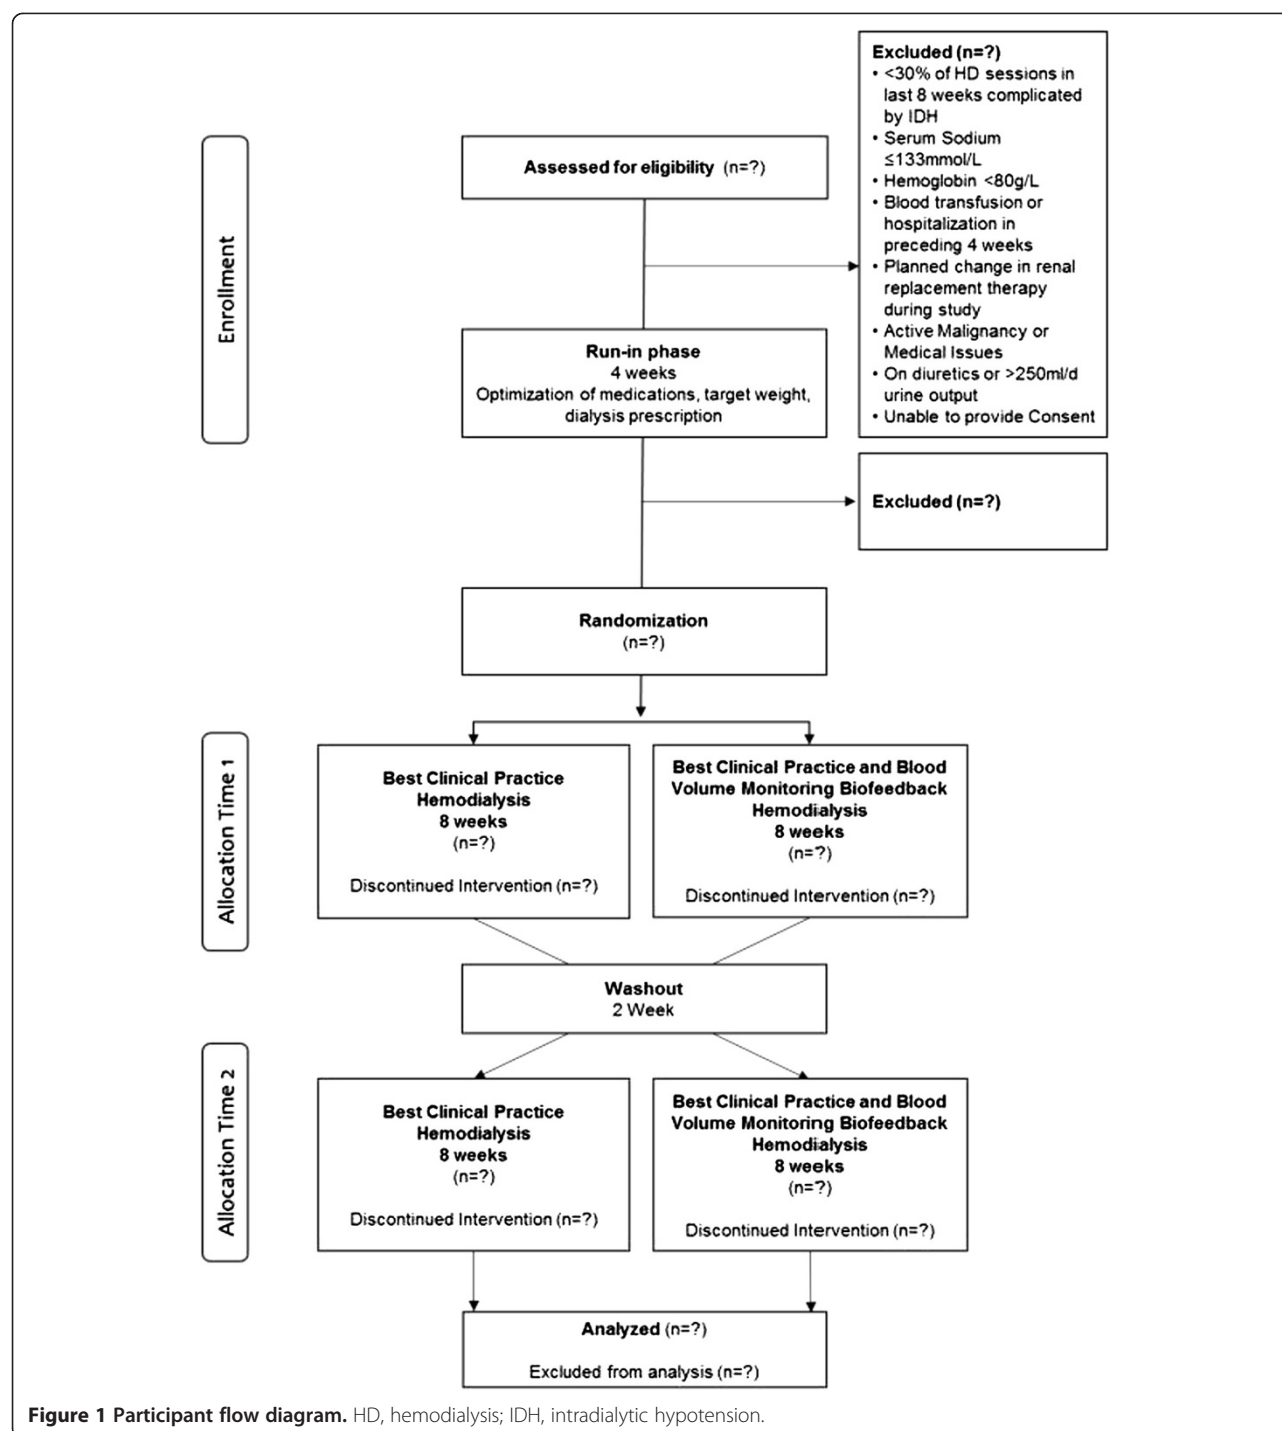 Excluded (n=?)
• <30% of HD sessions in
last 8 weeks complicated
by IDH
• Serum Sodium
≤133mmol/L
• Hemoglobin <80g/L
• Blood transfusion or
hospitalization in
preceding 4 weeks
• Planned change in renal
replacement therapy
during study
• Active Malignancy or
Medical Issues
• On diuretics or >250ml/d
urine output
• Unable to provide Consent
Enrollment
Assessed for eligibility (n=?)
Run-in phase
4 weeks
Optimization of medications, target weight,
dialysis prescription
Excluded (n=?)
Randomization
(n=?)
Allocation Time 1
Best Clinical Practice
Hemodialysis
8 weeks
(n=?)
Discontinued Intervention (n=?)
Best Clinical Practice and Blood
Volume Monitoring Biofeedback
Hemodialysis
8 weeks
(n=?)
Discontinued Intervention (n=?)
Washout
2 Week
Allocation Time 2
Best Clinical Practice
Hemodialysis
8 weeks
(n=?)
Discontinued Intervention (n=?)
Best Clinical Practice and Blood
Volume Monitoring Biofeedback
Hemodialysis
8 weeks
(n=?)
Discontinued Intervention (n=?)
Analyzed (n=?)
Excluded from analysis (n=?)
Figure 1 Participant flow diagram. HD, hemodialysis; IDH, intradialytic hypotension.